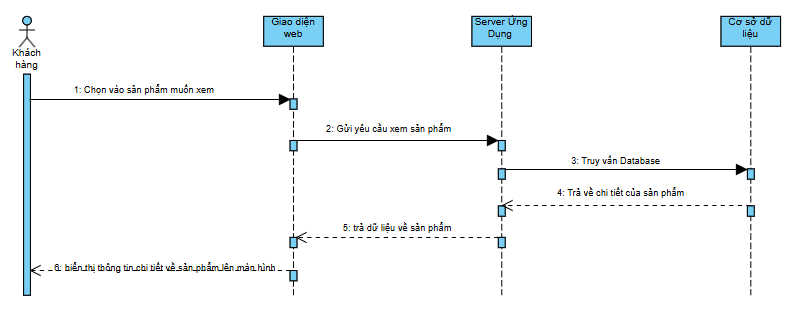 Giao diện
web
Server Ứng
Dụng
Cơ sở dữ
liệu
Khách
hàng
1: Chọn vào sản phẩm muốn xem
2: Gửi yêu cầu xem sản phẩm
3: Truy vấn Database
4: Trả về chi tiết của sản phẩm
5: trả dữ liệu về sản phẩm
6: hiển thị thông tin chi tiết về sản phẩm lên màn hình